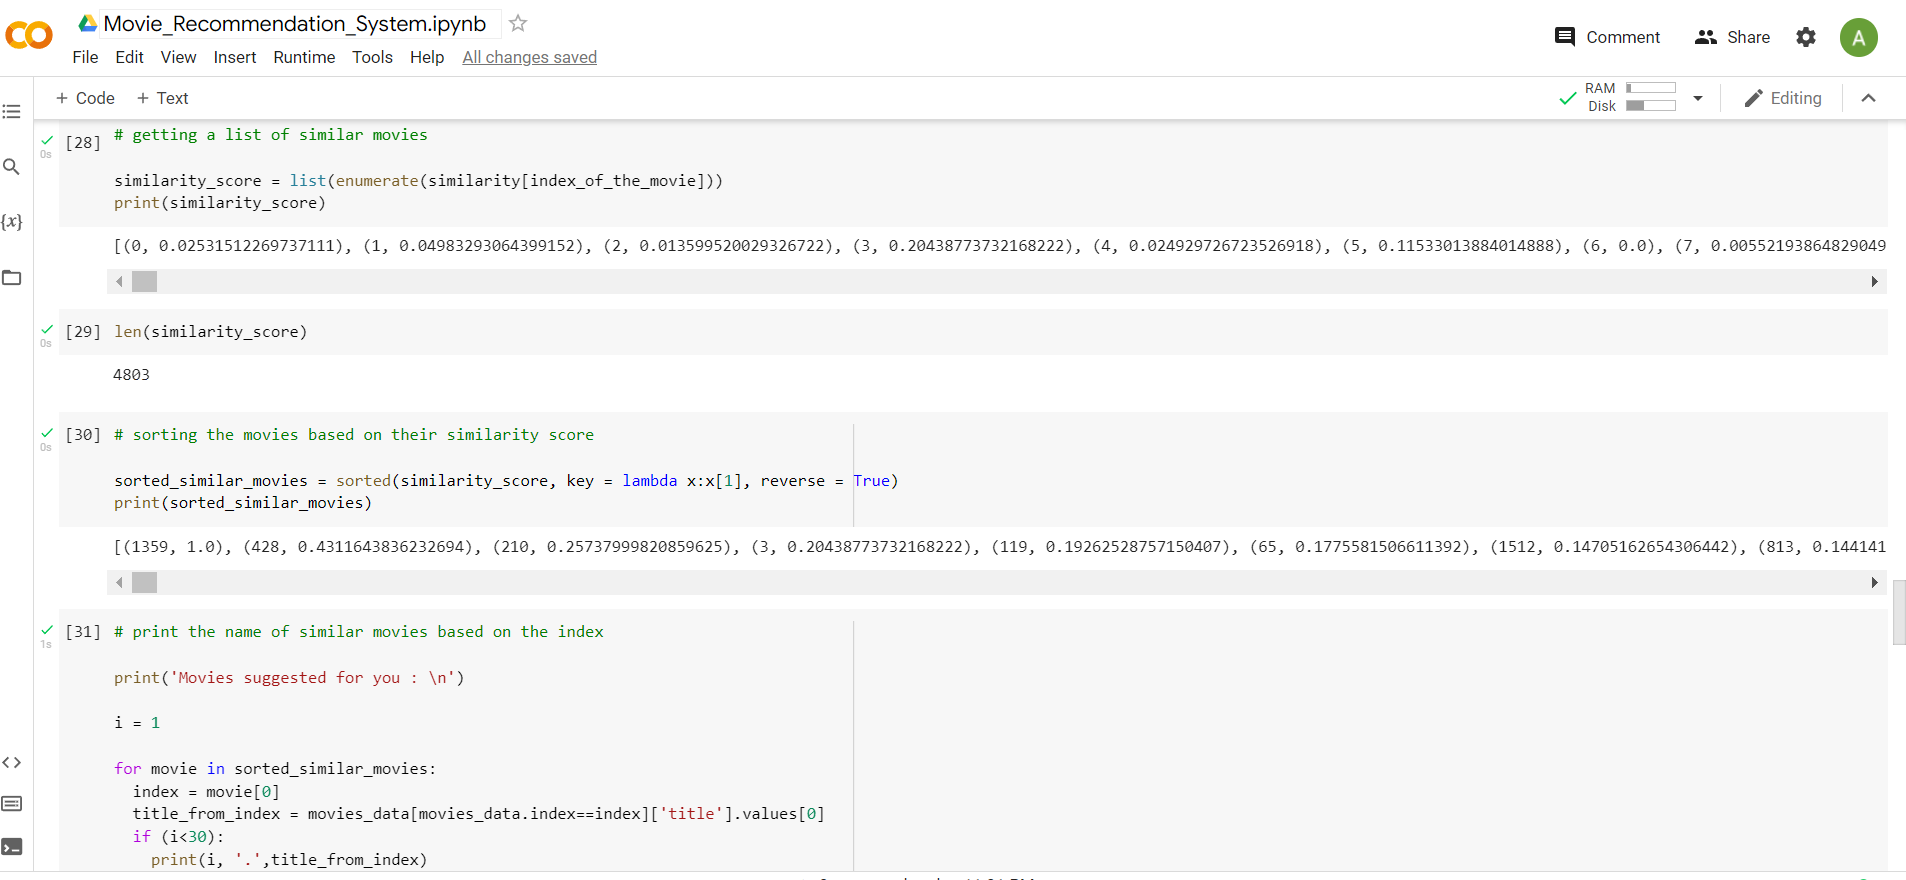 Movie_Recommendation_System.ipynb
File Edit View Insert Runtime Tools Help All changes saved
Comment Share A
+ Code + Text
RAM
Disk
Editing
[28] # getting a list of similar movies
0s
similarity_score = list(enumerate(similarity[index_of_the_movie]))
print(similarity_score)
[(0, 0.02531512269737111), (1, 0.04983293064399152), (2, 0.013599520029326722), (3, 0.20438773732168222), (4, 0.024929726723526918), (5, 0.11533013884014888), (6, 0.0), (7, 0.00552193864829049
{x}
[29] len(similarity_score)
0s
4803
[30] # sorting the movies based on their similarity score
0s
sorted_similar_movies = sorted(similarity_score, key = lambda x:x[1], reverse = True)
print(sorted_similar_movies)
[(1359, 1.0), (428, 0.4311643836232694), (210, 0.25737999820859625), (3, 0.20438773732168222), (119, 0.19262528757150407), (65, 0.1775581506611392), (1512, 0.14705162654306442), (813, 0.144141
[31] # print the name of similar movies based on the index
1s
print('Movies suggested for you : \n')
i = 1
for movie in sorted_similar_movies:
index = movie[0]
title_from_index = movies_data[movies_data.index==index]['title'].values[0]
if (i<30):
print(i, '.',title_from_index)